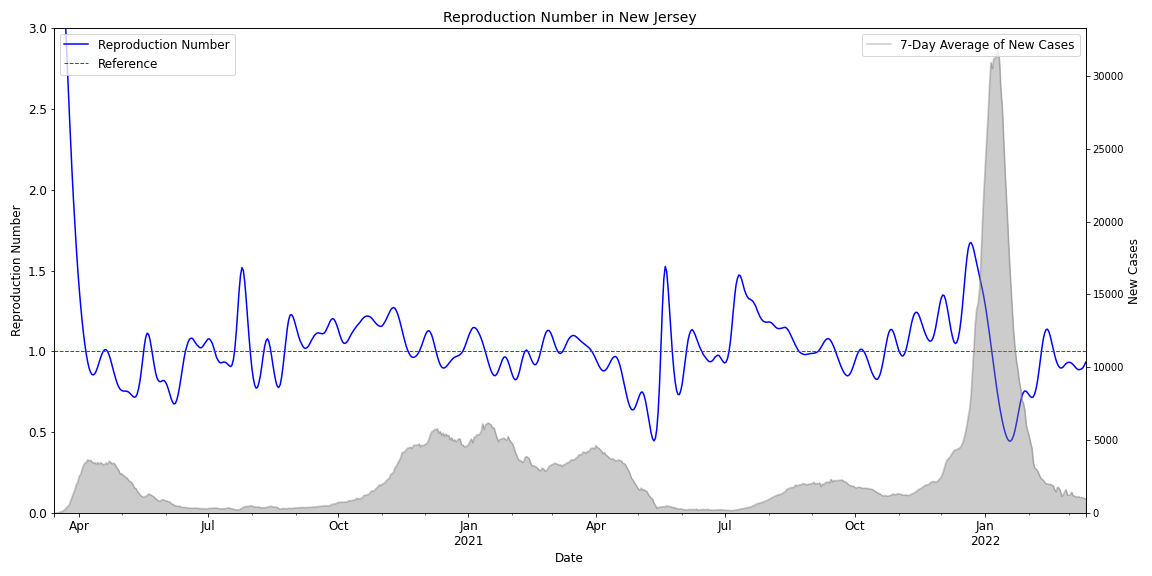 Reproduction Number in New Jersey
3.0
2.5
2.0
1.5
1.0
0.5
0.0
Reproduction Number
Reproduction Number
Reference
7-Day Average of New Cases
30000
25000
20000
15000
10000
5000
0
New Cases
Apr
Jul
Oct
Jan
2021
Apr
Jul
Oct
Jan
2022
Date